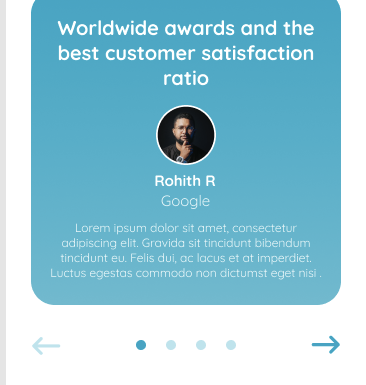 Worldwide awards and the
best customer satisfaction
ratio
Rohith R
Google
Lorem ipsum dolor sit amet, consectetur
adipiscing elit. Gravida sit tincidunt bibendum
tincidunt eu. Felis dui, ac lacus et at imperdiet.
Luctus egestas commodo non dictumst eget nisi .